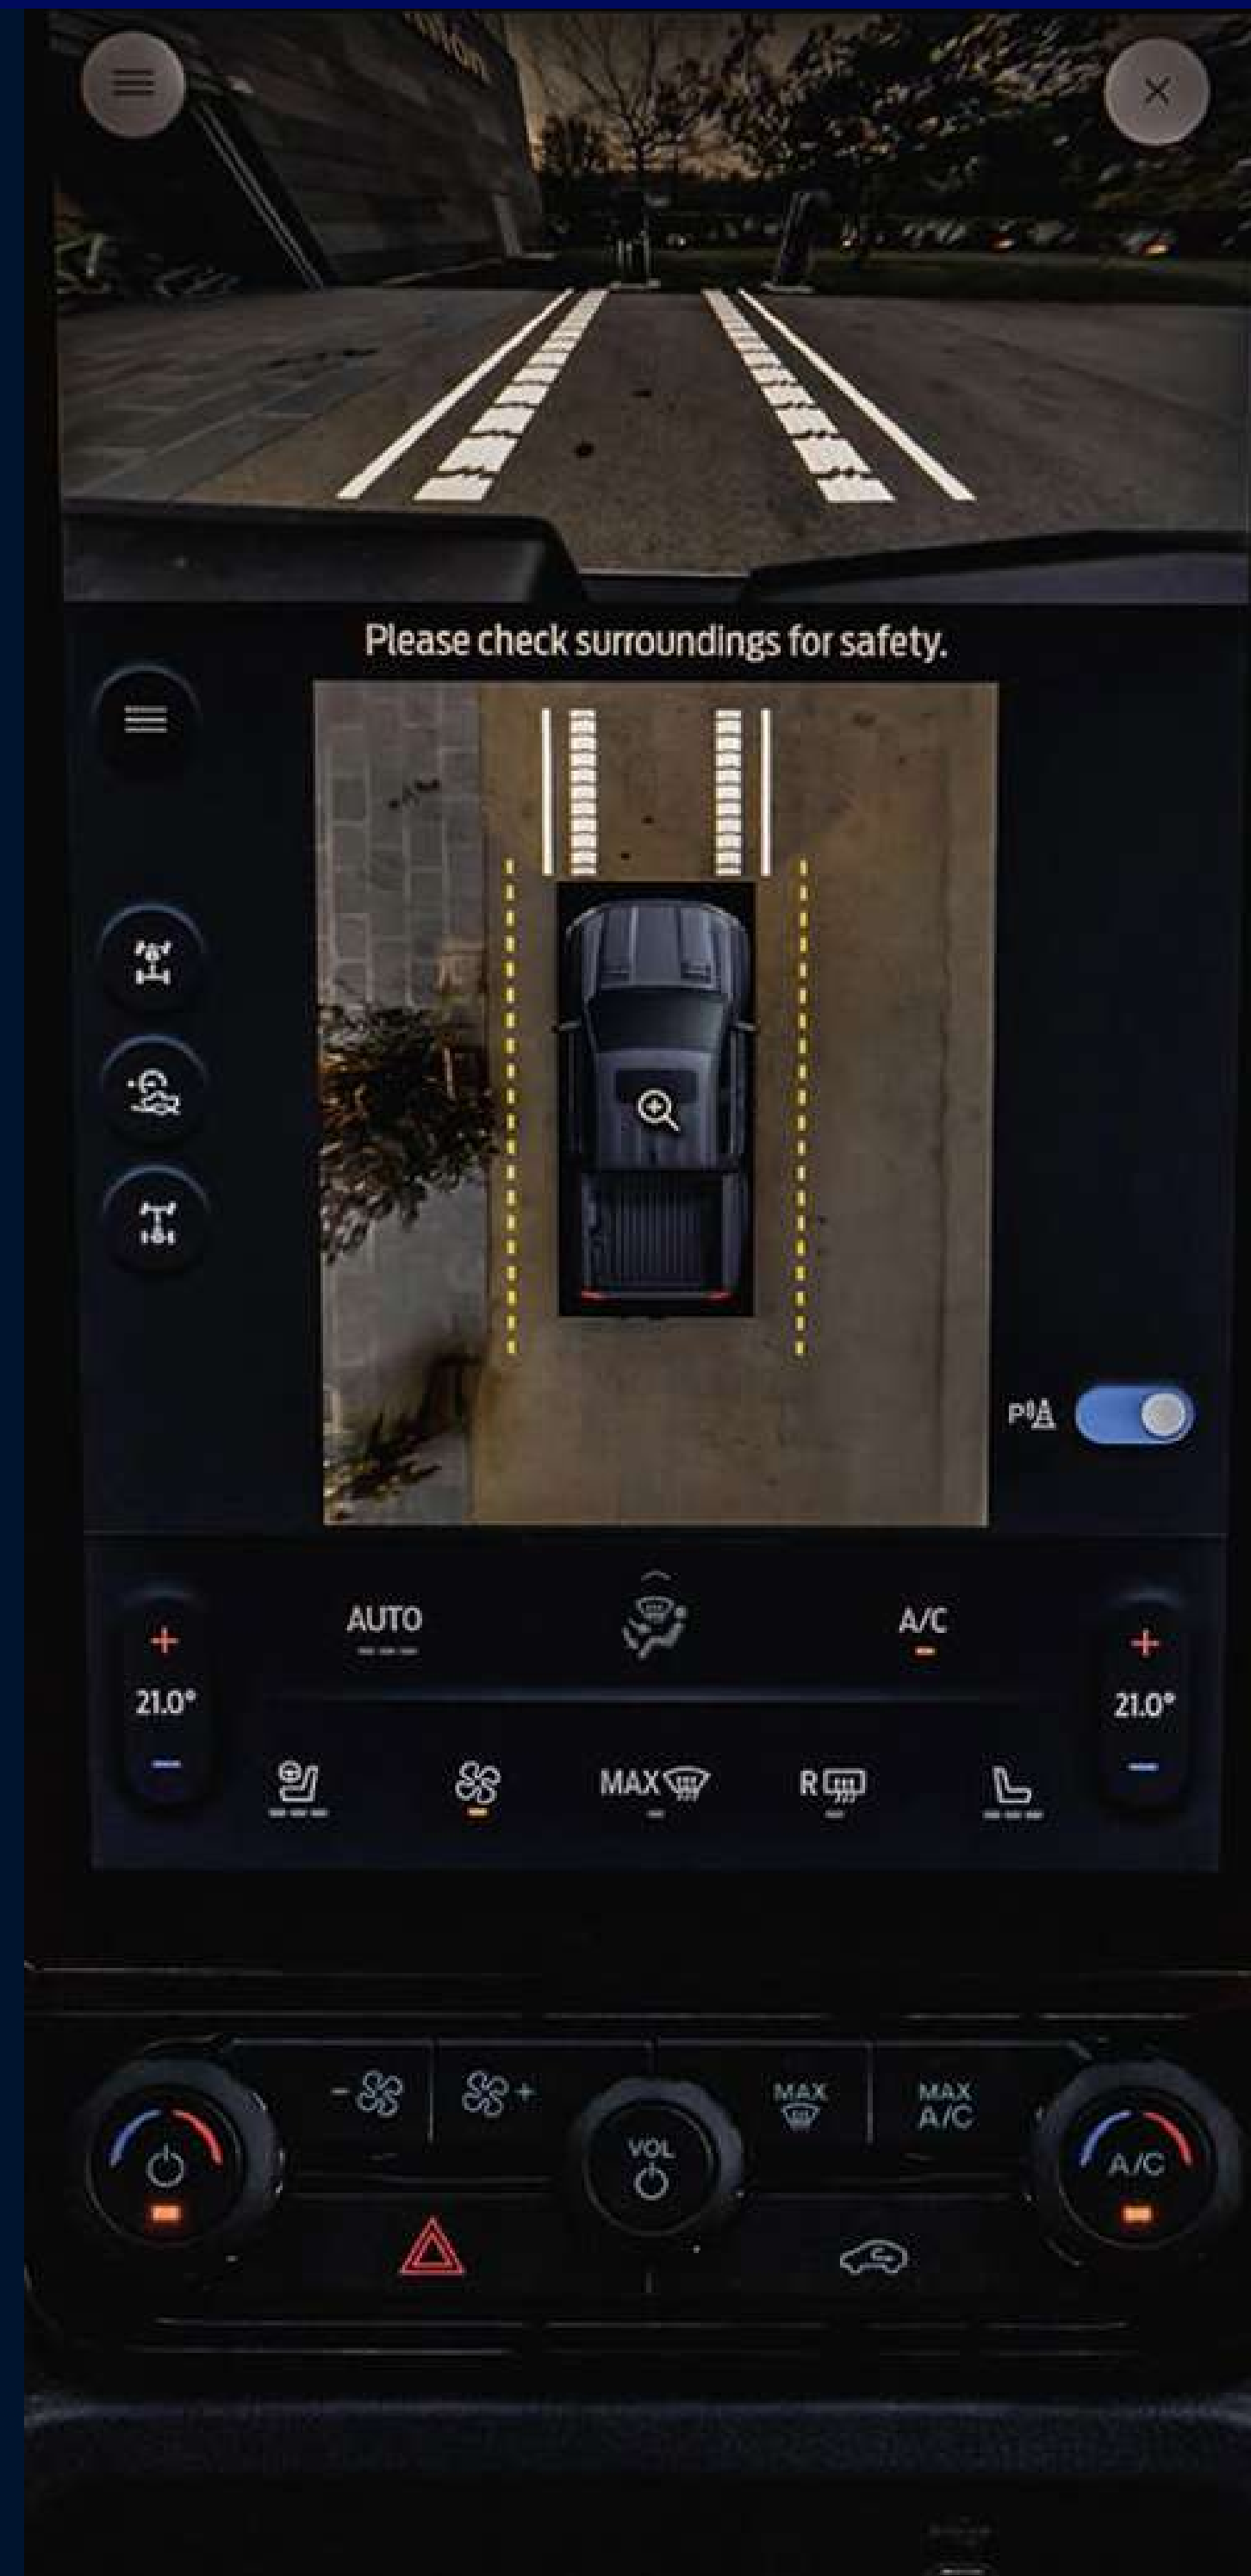 Please check surroundings for safety.
P
AUTO
A/C
21.0°
21.0°
MAX
R
MAX
MAX
A/C
VOL
A/C